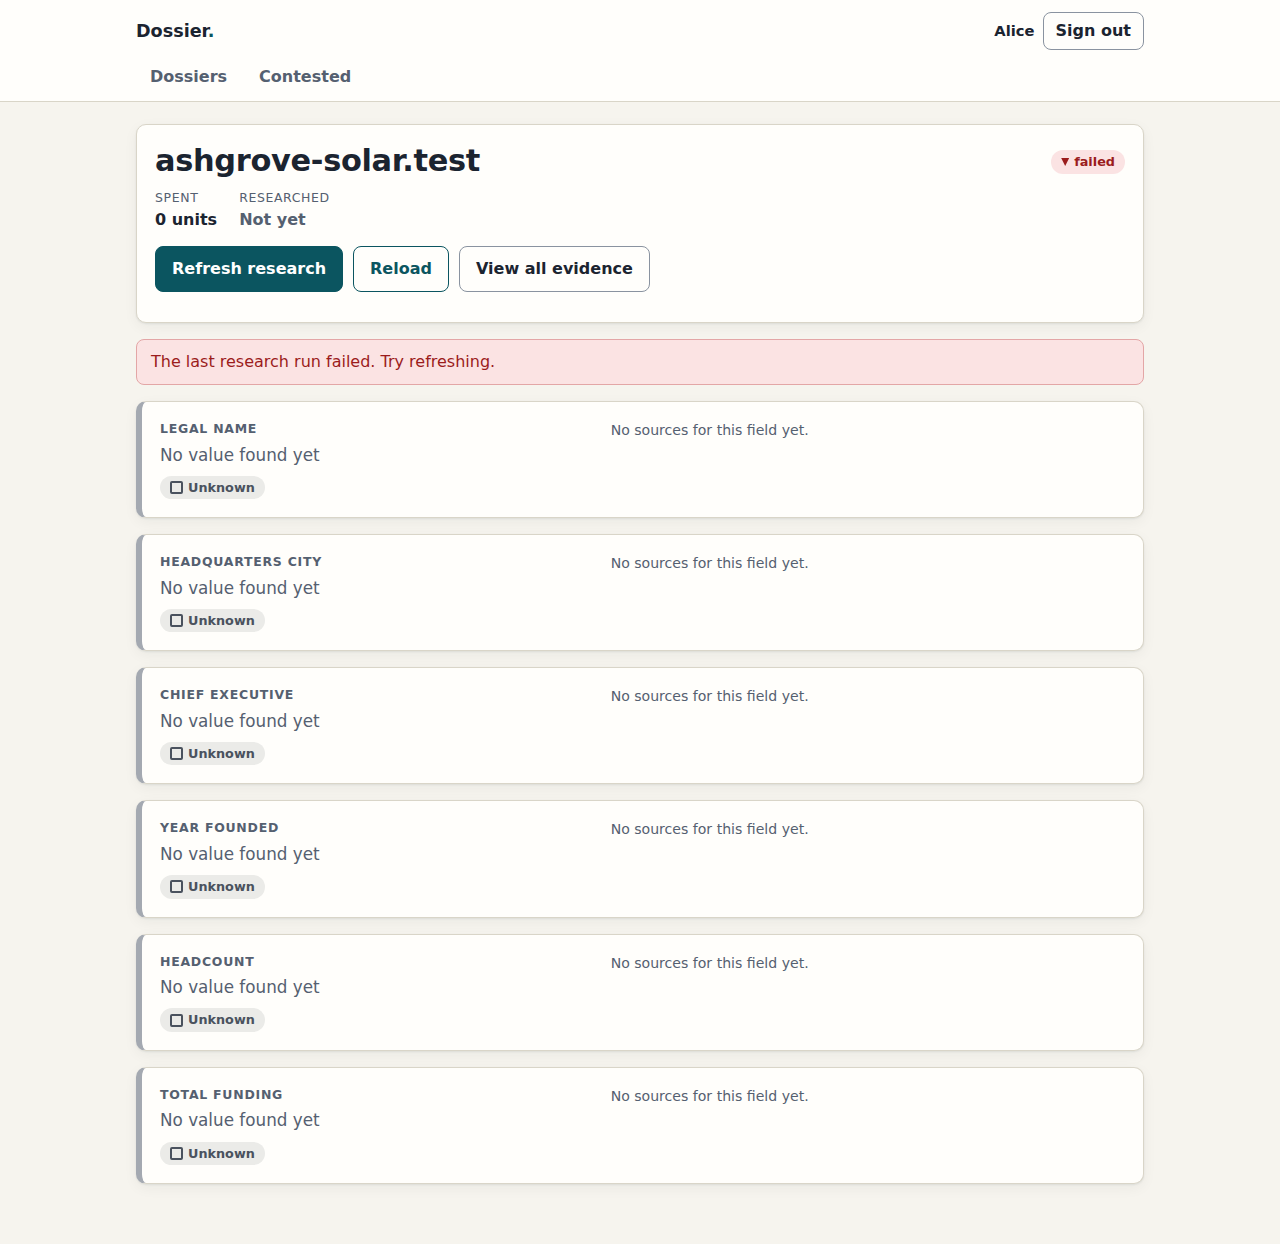 Dossier.
Alice
Sign out
Dossiers
Contested
ashgrove-solar.test
failed
SPENT
RESEARCHED
0 units
Not yet
Refresh research
Reload
View all evidence
The last research run failed. Try refreshing.
LEGAL NAME
No value found yet
Unknown
No sources for this field yet.
HEADQUARTERS CITY
No value found yet
Unknown
No sources for this field yet.
CHIEF EXECUTIVE
No value found yet
Unknown
No sources for this field yet.
YEAR FOUNDED
No value found yet
Unknown
No sources for this field yet.
HEADCOUNT
No value found yet
Unknown
No sources for this field yet.
TOTAL FUNDING
No value found yet
Unknown
No sources for this field yet.